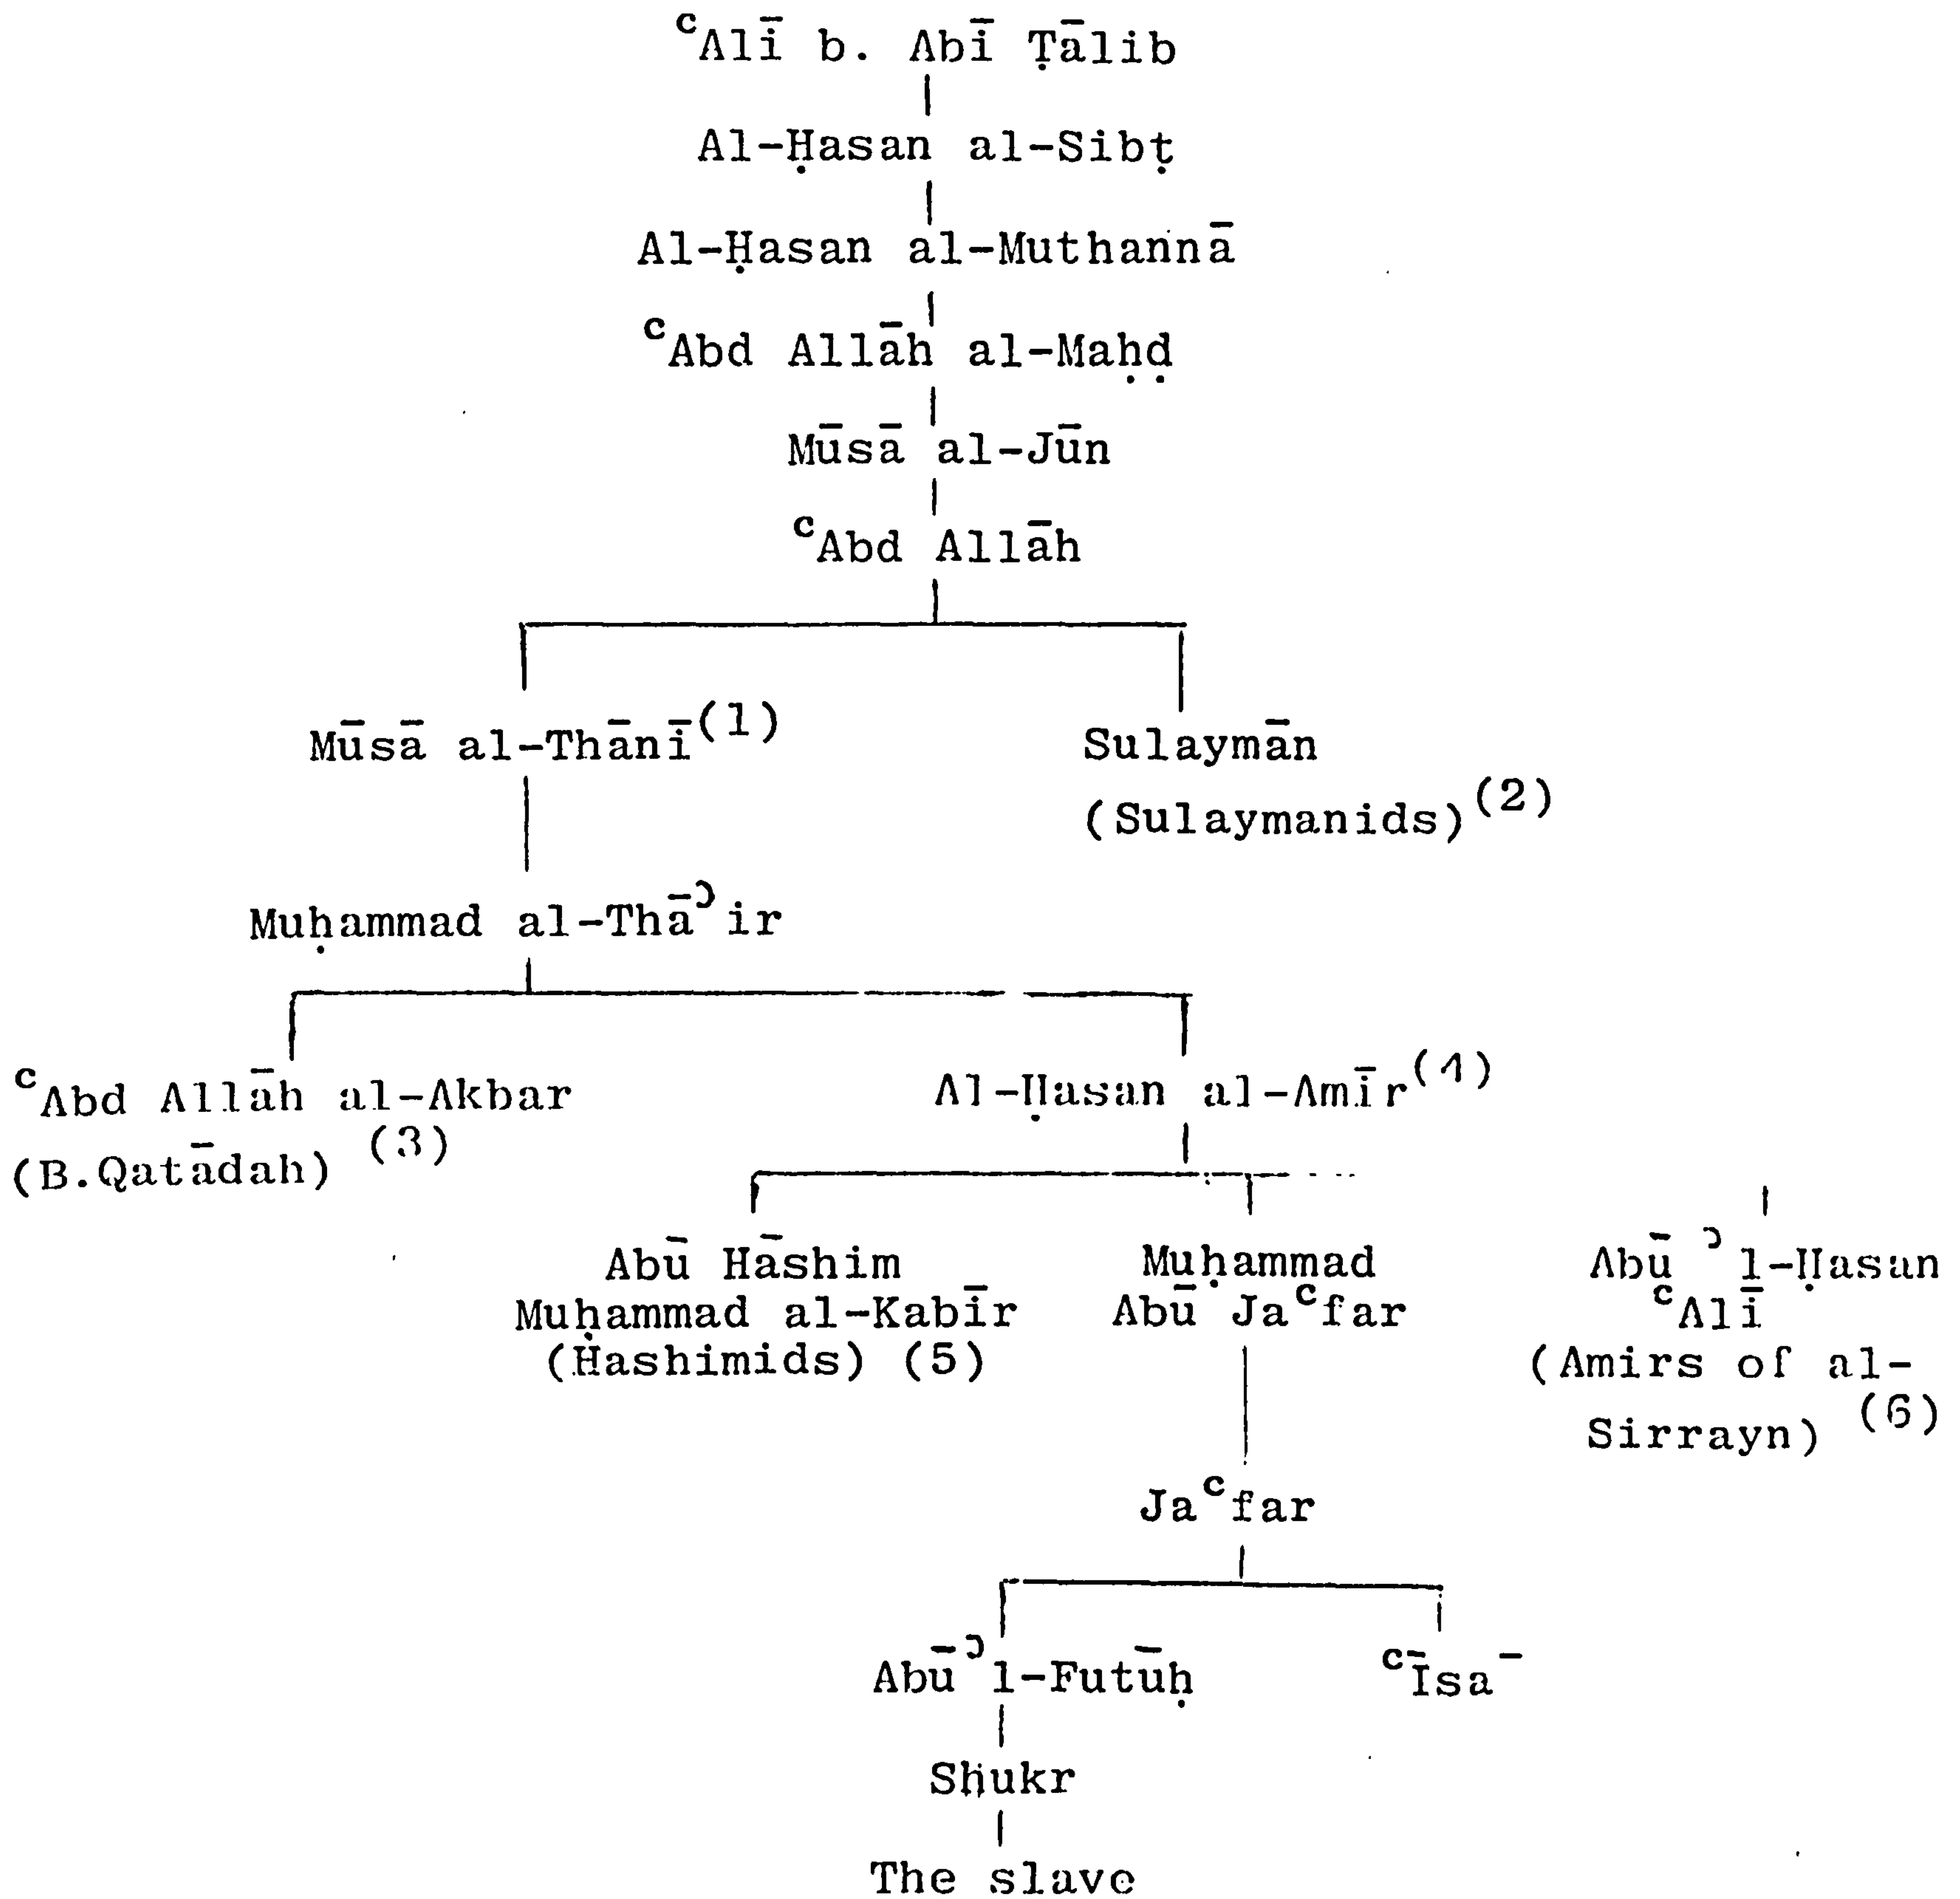 ᶜAlī b. Abī Ṭālib
Al-Ḥasan al-Sibṭ
Al-Ḥasan al-Muthannā
ᶜAbd Allāh al-Maḥḍ
Mūsā al-Jūn
ᶜAbd Allāh
Mūsā al-Thānī(1)
Sulaymān
(Sulaymanids)(2)
Muḥammad al-Thāʾir
ᶜAbd Allāh al-Akbar
(B.Qatādah) (3)
Al-Ḥasan al-Amīr(4)
Abū Hāshim
Muḥammad al-Kabīr
(Hashimids) (5)
Muḥammad
Abū Jaᶜfar
Abū ʾl-Ḥasan
ᶜAlī
(Amirs of al-
Sirrayn) (6)
Jaᶜfar
Abūʾl-Futūḥ
ᶜĪsā
Shukr
The slave